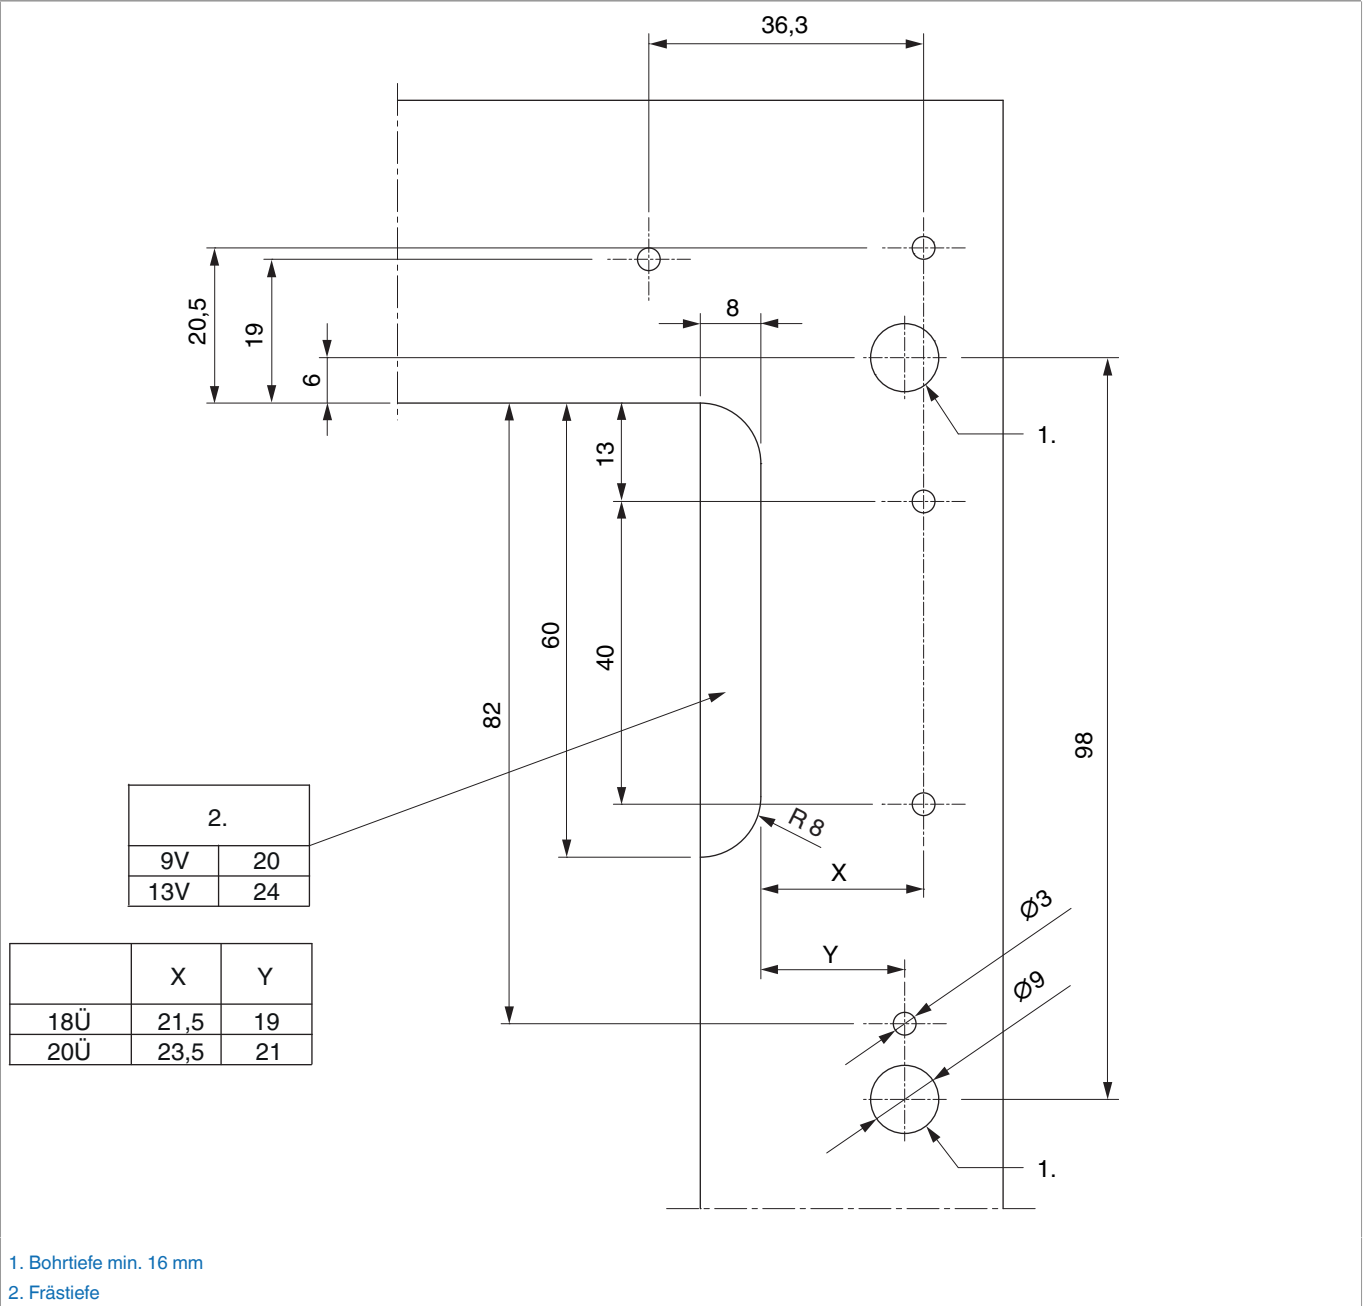 36,3
20,5
19
6
8
1.
13
60
40
82
98
R 8
2.
9V 20
13V 24
X
Y
Ø3
Ø9
X Y
18Ü 21,5 19
20Ü 23,5 21
1.
1. Bohrtiefe min. 16 mm
2. Frästiefe